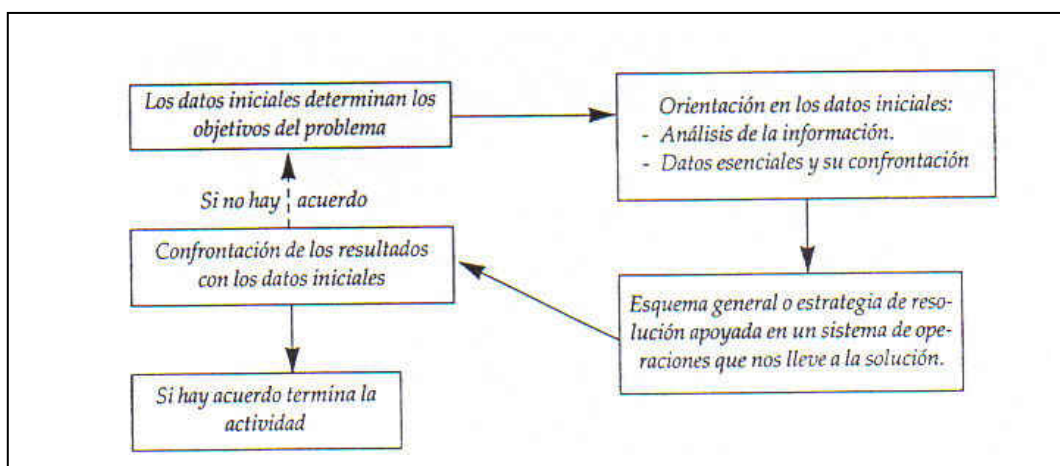 Los datos iniciales determinan los
objetivos del problema
Orientación en los datos iniciales:
- Análisis de la información.
- Datos esenciales y su confrontación
Esquema general o estrategia de reso-
lución apoyada en un sistema de ope-
raciones que nos lleve a la solución.
Confrontación de los resultados
con los datos iniciales
Si no hay acuerdo
Si hay acuerdo termina la
actividad